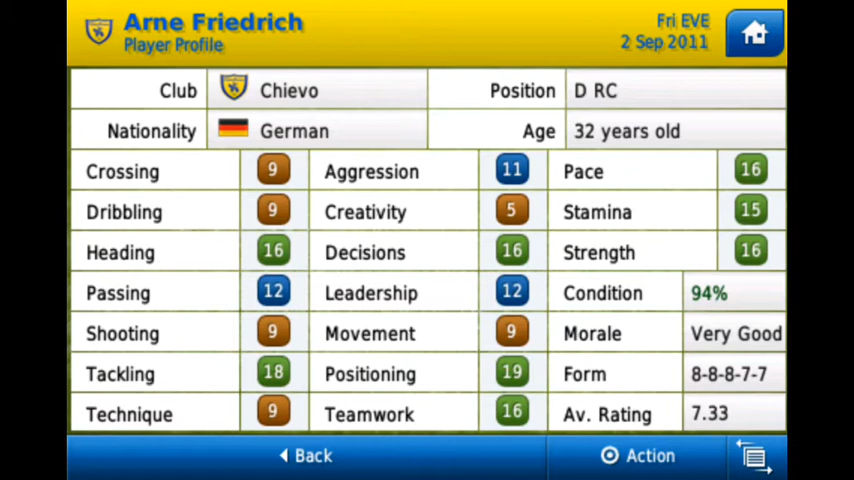 Arne Friedrich
Player Profile
Fri EVE
2 Sep 2011
Club Chievo Position D RC
Nationality German Age 32 years old
Crossing 9 Aggression 11 Pace 16
Dribbling 9 Creativity 5 Stamina 15
Heading 16 Decisions 16 Strength 16
Passing 12 Leadership 12 Condition 94%
Shooting 9 Movement 9 Morale Very Good
Tackling 18 Positioning 19 Form 8-8-8-7-7
Technique 9 Teamwork 16 Av. Rating 7.33
Back Action